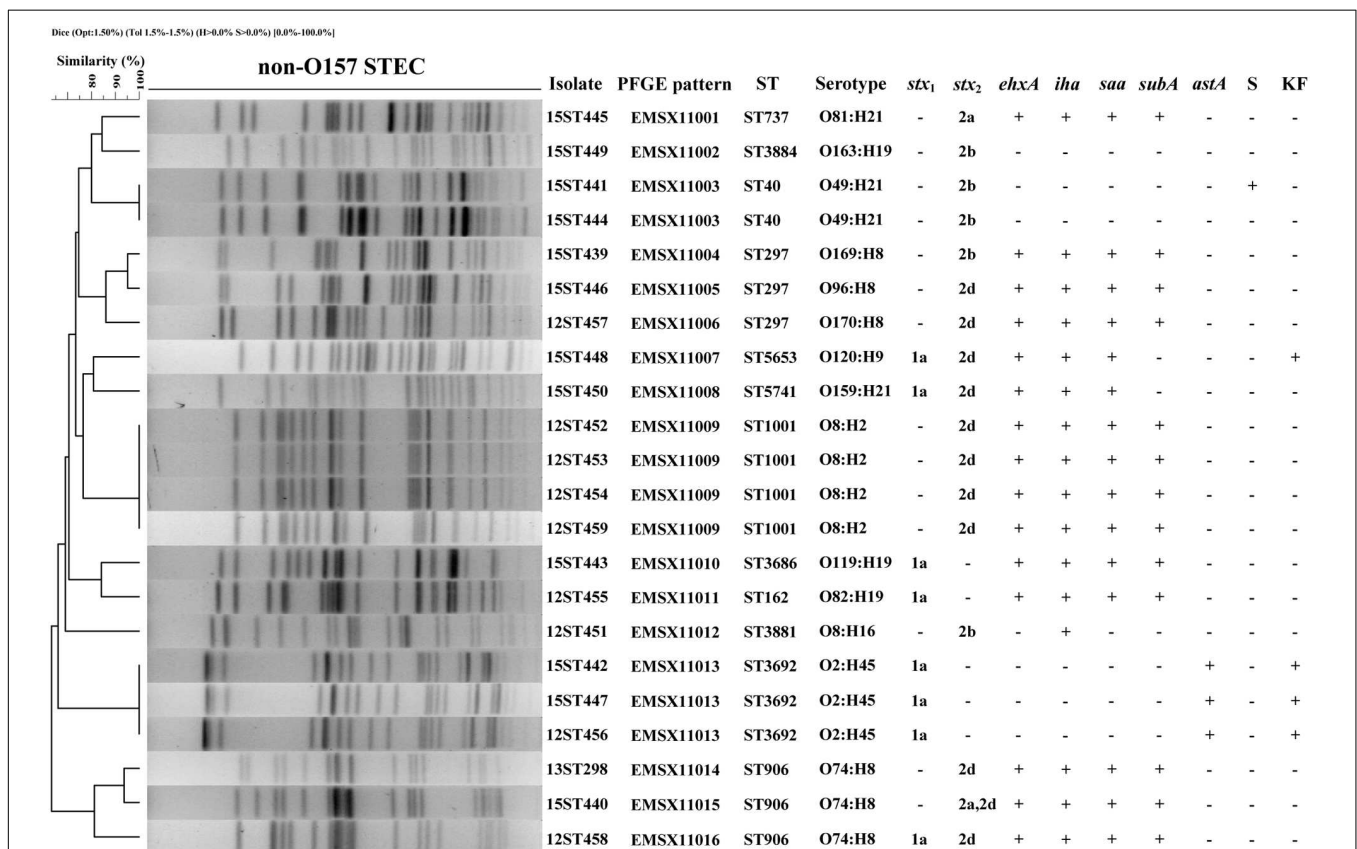 Dice (Opt:1.50%) (Tol 1.5%-1.5%) (H>0.0% S>0.0%) [0.0%-100.0%]
Similarity (%)
80 90 100
non-O157 STEC
Isolate PFGE pattern ST Serotype stx1 stx2 ehxA iha saa subA astA S KF
15ST445 EMSX11001 ST737 O81:H21 - 2a + + + + - - -
15ST449 EMSX11002 ST3884 O163:H19 - 2b - - - - - - -
15ST441 EMSX11003 ST40 O49:H21 - 2b - - - - - + -
15ST444 EMSX11003 ST40 O49:H21 - 2b - - - - - - -
15ST439 EMSX11004 ST297 O169:H8 - 2b + + + + - - -
15ST446 EMSX11005 ST297 O96:H8 - 2d + + + + - - -
12ST457 EMSX11006 ST297 O170:H8 - 2d + + + + - - -
15ST448 EMSX11007 ST5653 O120:H9 1a 2d + + + - - - +
15ST450 EMSX11008 ST5741 O159:H21 1a 2d + + + - - - -
12ST452 EMSX11009 ST1001 O8:H2 - 2d + + + + - - -
12ST453 EMSX11009 ST1001 O8:H2 - 2d + + + + - - -
12ST454 EMSX11009 ST1001 O8:H2 - 2d + + + + - - -
12ST459 EMSX11009 ST1001 O8:H2 - 2d + + + + - - -
15ST443 EMSX11010 ST3686 O119:H19 1a - + + + + - - -
12ST455 EMSX11011 ST162 O82:H19 1a - + + + + - - -
12ST451 EMSX11012 ST3881 O8:H16 - 2b - + - - - - -
15ST442 EMSX11013 ST3692 O2:H45 1a - - - - - + - +
15ST447 EMSX11013 ST3692 O2:H45 1a - - - - - + - +
12ST456 EMSX11013 ST3692 O2:H45 1a - - - - - + - +
13ST298 EMSX11014 ST906 O74:H8 - 2d + + + + - - -
15ST440 EMSX11015 ST906 O74:H8 - 2a,2d + + + + - - -
12ST458 EMSX11016 ST906 O74:H8 1a 2d + + + + - - -